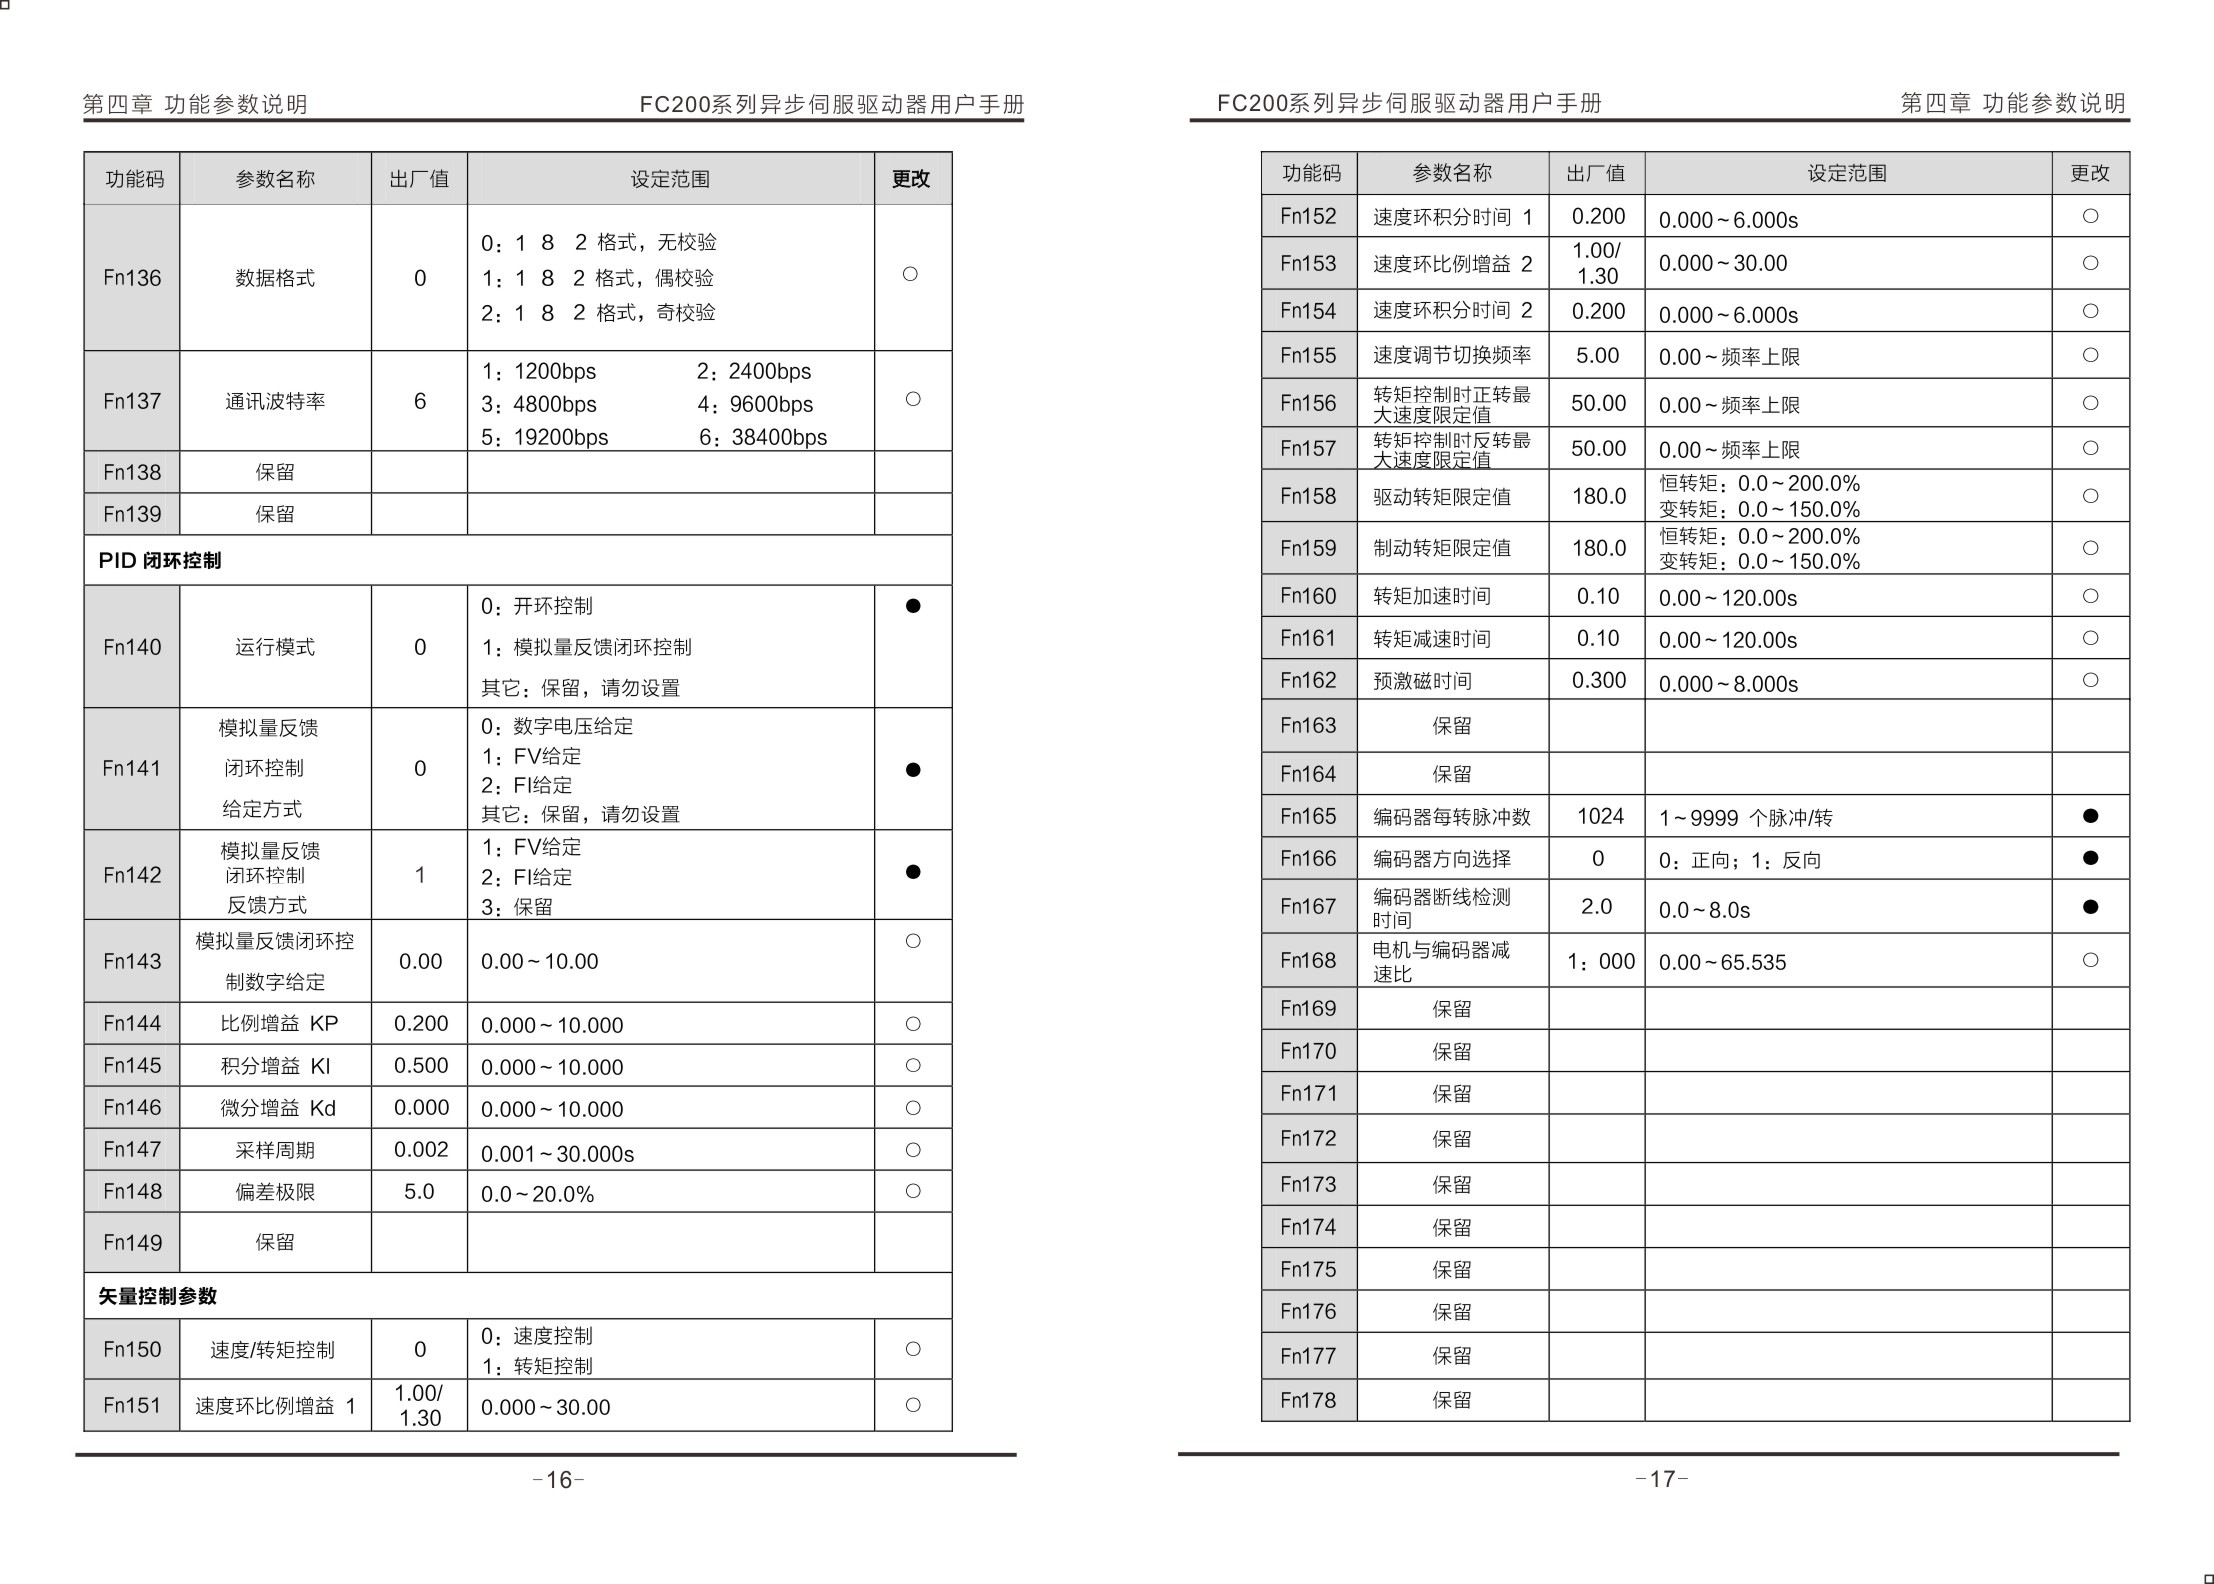 第四章 功能参数说明 FC200系列异步伺服驱动器用户手册
功能码 参数名称 出厂值 设定范围 更改
Fn136 数据格式 0 0：1 8 2 格式，无校验 ○
1：1 8 2 格式，偶校验
2：1 8 2 格式，奇校验
Fn137 通讯波特率 6 1：1200bps 2：2400bps ○
3：4800bps 4：9600bps
5：19200bps 6：38400bps
Fn138 保留
Fn139 保留
PID 闭环控制
Fn140 运行模式 0 0：开环控制 ●
1：模拟量反馈闭环控制
其它：保留，请勿设置
Fn141 模拟量反馈 0 0：数字电压给定 ●
闭环控制 1：FV给定
给定方式 2：FI给定
其它：保留，请勿设置
Fn142 模拟量反馈 1 1：FV给定 ●
闭环控制 2：FI给定
反馈方式 3：保留
Fn143 模拟量反馈闭环控 0.00 0.00~10.00 ○
制数字给定
Fn144 比例增益 KP 0.200 0.000~10.000 ○
Fn145 积分增益 KI 0.500 0.000~10.000 ○
Fn146 微分增益 Kd 0.000 0.000~10.000 ○
Fn147 采样周期 0.002 0.001~30.000s ○
Fn148 偏差极限 5.0 0.0~20.0% ○
Fn149 保留
矢量控制参数
Fn150 速度/转矩控制 0 0：速度控制 ○
1：转矩控制
Fn151 速度环比例增益 1 1.00/ 0.000~30.00 ○
1.30
-16-
FC200系列异步伺服驱动器用户手册 第四章 功能参数说明
功能码 参数名称 出厂值 设定范围 更改
Fn152 速度环积分时间 1 0.200 0.000~6.000s ○
Fn153 速度环比例增益 2 1.00/ 0.000~30.00 ○
1.30
Fn154 速度环积分时间 2 0.200 0.000~6.000s ○
Fn155 速度调节切换频率 5.00 0.00~频率上限 ○
Fn156 转矩控制时正转最 50.00 0.00~频率上限 ○
大速度限定值
Fn157 转矩控制时反转最 50.00 0.00~频率上限 ○
大速度限定值
Fn158 驱动转矩限定值 180.0 恒转矩：0.0~200.0% ○
变转矩：0.0~150.0%
Fn159 制动转矩限定值 180.0 恒转矩：0.0~200.0% ○
变转矩：0.0~150.0%
Fn160 转矩加速时间 0.10 0.00~120.00s ○
Fn161 转矩减速时间 0.10 0.00~120.00s ○
Fn162 预激磁时间 0.300 0.000~8.000s ○
Fn163 保留
Fn164 保留
Fn165 编码器每转脉冲数 1024 1~9999 个脉冲/转 ●
Fn166 编码器方向选择 0 0：正向；1：反向 ●
Fn167 编码器断线检测 2.0 0.0~8.0s ●
时间
Fn168 电机与编码器减 1：000 0.00~65.535 ○
速比
Fn169 保留
Fn170 保留
Fn171 保留
Fn172 保留
Fn173 保留
Fn174 保留
Fn175 保留
Fn176 保留
Fn177 保留
Fn178 保留
-17-